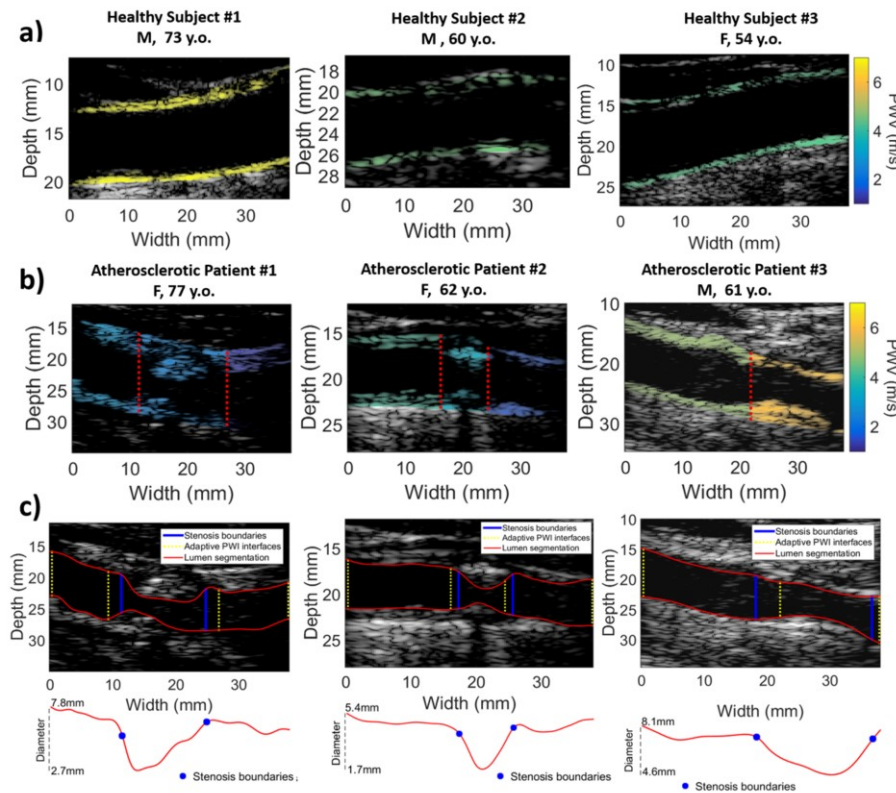 a)
Healthy Subject #1
M, 73 y.o.
Healthy Subject #2
M , 60 y.o.
Healthy Subject #3
F, 54 y.o.
Depth (mm)
10
15
20
0 10 20 30
Width (mm)
Depth (mm)
18
20
22
24
26
28
0 10 20 30
Width (mm)
Depth (mm)
10
15
20
25
0 10 20 30
Width (mm)
6
4
2
PWV (m/s)
b)
Atherosclerotic Patient #1
F, 77 y.o.
Atherosclerotic Patient #2
F, 62 y.o.
Atherosclerotic Patient #3
M, 61 y.o.
Depth (mm)
15
20
25
30
0 10 20 30
Width (mm)
Depth (mm)
15
20
25
0 10 20 30
Width (mm)
Depth (mm)
10
15
20
25
30
0 10 20 30
Width (mm)
6
4
2
PWV (m/s)
c)
Stenosis boundaries
Adaptive PWI interfaces
Lumen segmentation
Depth (mm)
15
20
25
30
0 10 20 30
Width (mm)
Stenosis boundaries
Adaptive PWI interfaces
Lumen segmentation
Depth (mm)
15
20
25
0 10 20 30
Width (mm)
Stenosis boundaries
Adaptive PWI interfaces
Lumen segmentation
Depth (mm)
10
15
20
25
30
0 10 20 30
Width (mm)
7.8mm
Diameter
2.7mm
Stenosis boundaries
5.4mm
Diameter
1.7mm
Stenosis boundaries
8.1mm
Diameter
4.6mm
Stenosis boundaries